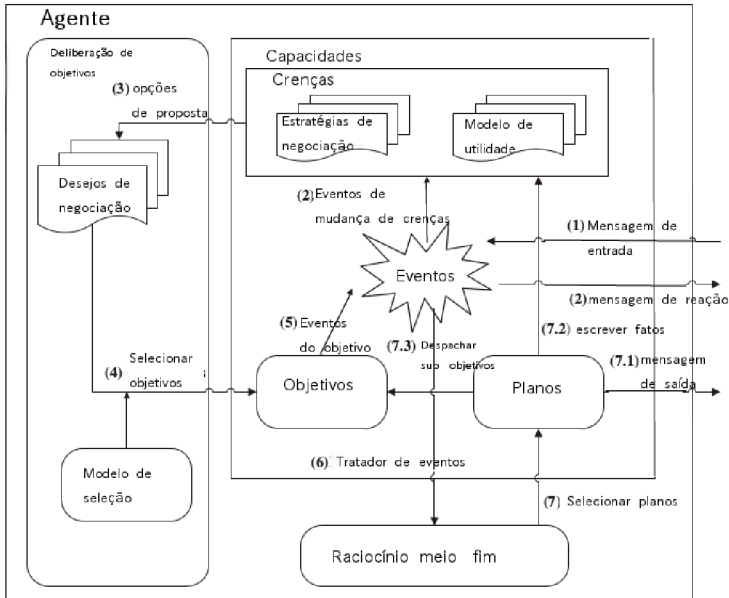 Agente
Deliberação de
objetivos
Capacidades
Crenças
(3) opções
de proposta
Estratégias de
negociação
Modelo de
utilidade
Desejos de
negociação
(2) Eventos de
mudança de crenças
(1) Mensagem de
entrada
Eventos
(2) mensagem de reação
(5) Eventos
do objetivo
(7.3) Despachar
sub objetivos
(7.2) escrever fatos
(7.1) mensagem
de saída
(4) Selecionar
objetivos
Objetivos
Planos
Modelo de
seleção
(6) Tratador de eventos
(7) Selecionar planos
Raciocínio meio fim